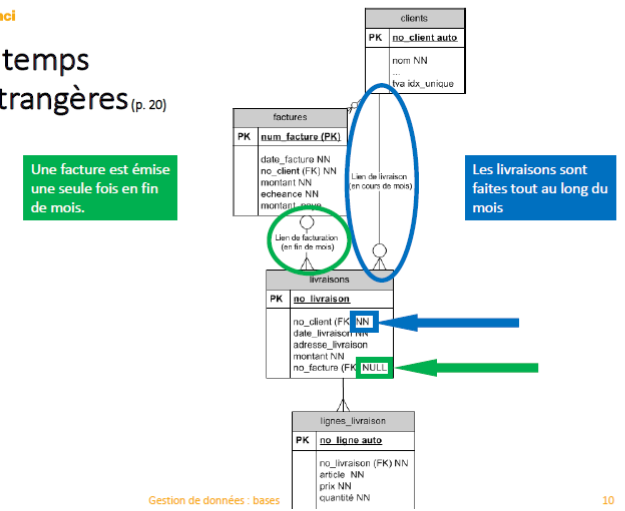 nci
temps
trangères (p. 20)
clients
PK no_client auto
nom NN
...
tva idx_unique
factures
PK num_facture (PK)
date_facture NN
no_client (FK) NN
montant NN
echeance NN
montant_paye
Une facture est émise
une seule fois en fin
de mois.
Lien de livraison
(en cours de mois)
Les livraisons sont
faites tout au long du
mois
Lien de facturation
(en fin de mois)
livraisons
PK no_livraison
no_client (FK) NN
date_livraison NN
adresse_livraison
montant NN
no_facture (FK NULL
lignes_livraison
PK no_ligne auto
no_livraison (FK) NN
article NN
prix NN
quantité NN
Gestion de données : bases
10